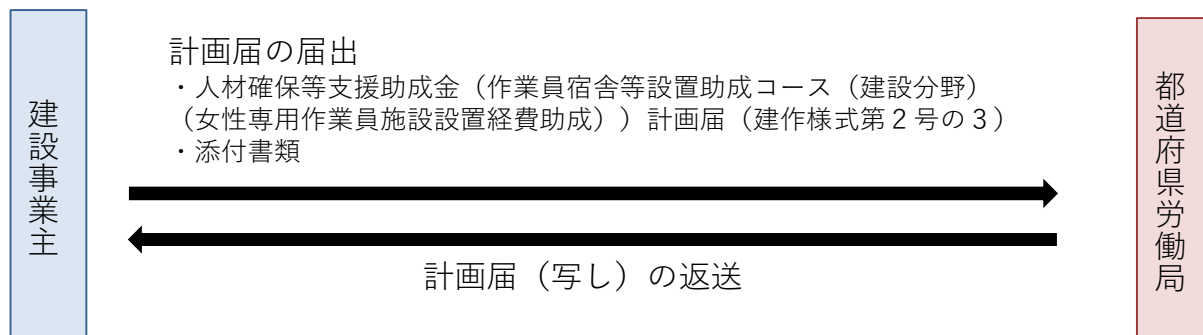 建設事業主
計画届の届出
・人材確保等支援助成金（作業員宿舎等設置助成コース（建設分野）
（女性専用作業員施設設置経費助成））計画届（建作様式第２号の３）
・添付書類
計画届（写し）の返送
都道府県労働局